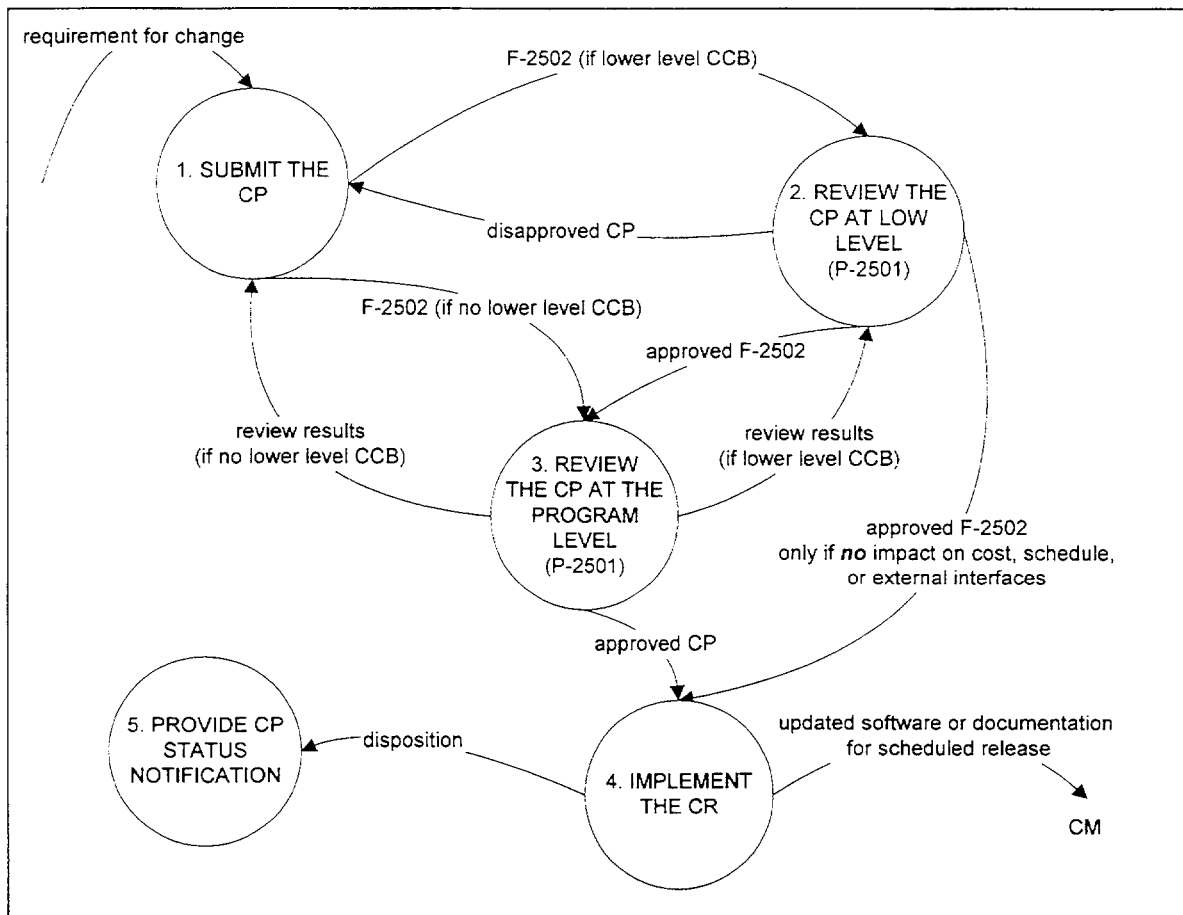 requirement for change
F-2502 (if lower level CCB)
1. SUBMIT THE
CP
2. REVIEW THE
CP AT LOW
LEVEL
(P-2501)
disapproved CP
F-2502 (if no lower level CCB)
approved F-2502
review results
(if no lower level CCB)
review results
(if lower level CCB)
3. REVIEW
THE CP AT THE
PROGRAM
LEVEL
(P-2501)
approved F-2502
only if no impact on cost, schedule,
or external interfaces
approved CP
5. PROVIDE CP
STATUS
NOTIFICATION
disposition
4. IMPLEMENT
THE CR
updated software or documentation
for scheduled release
CM